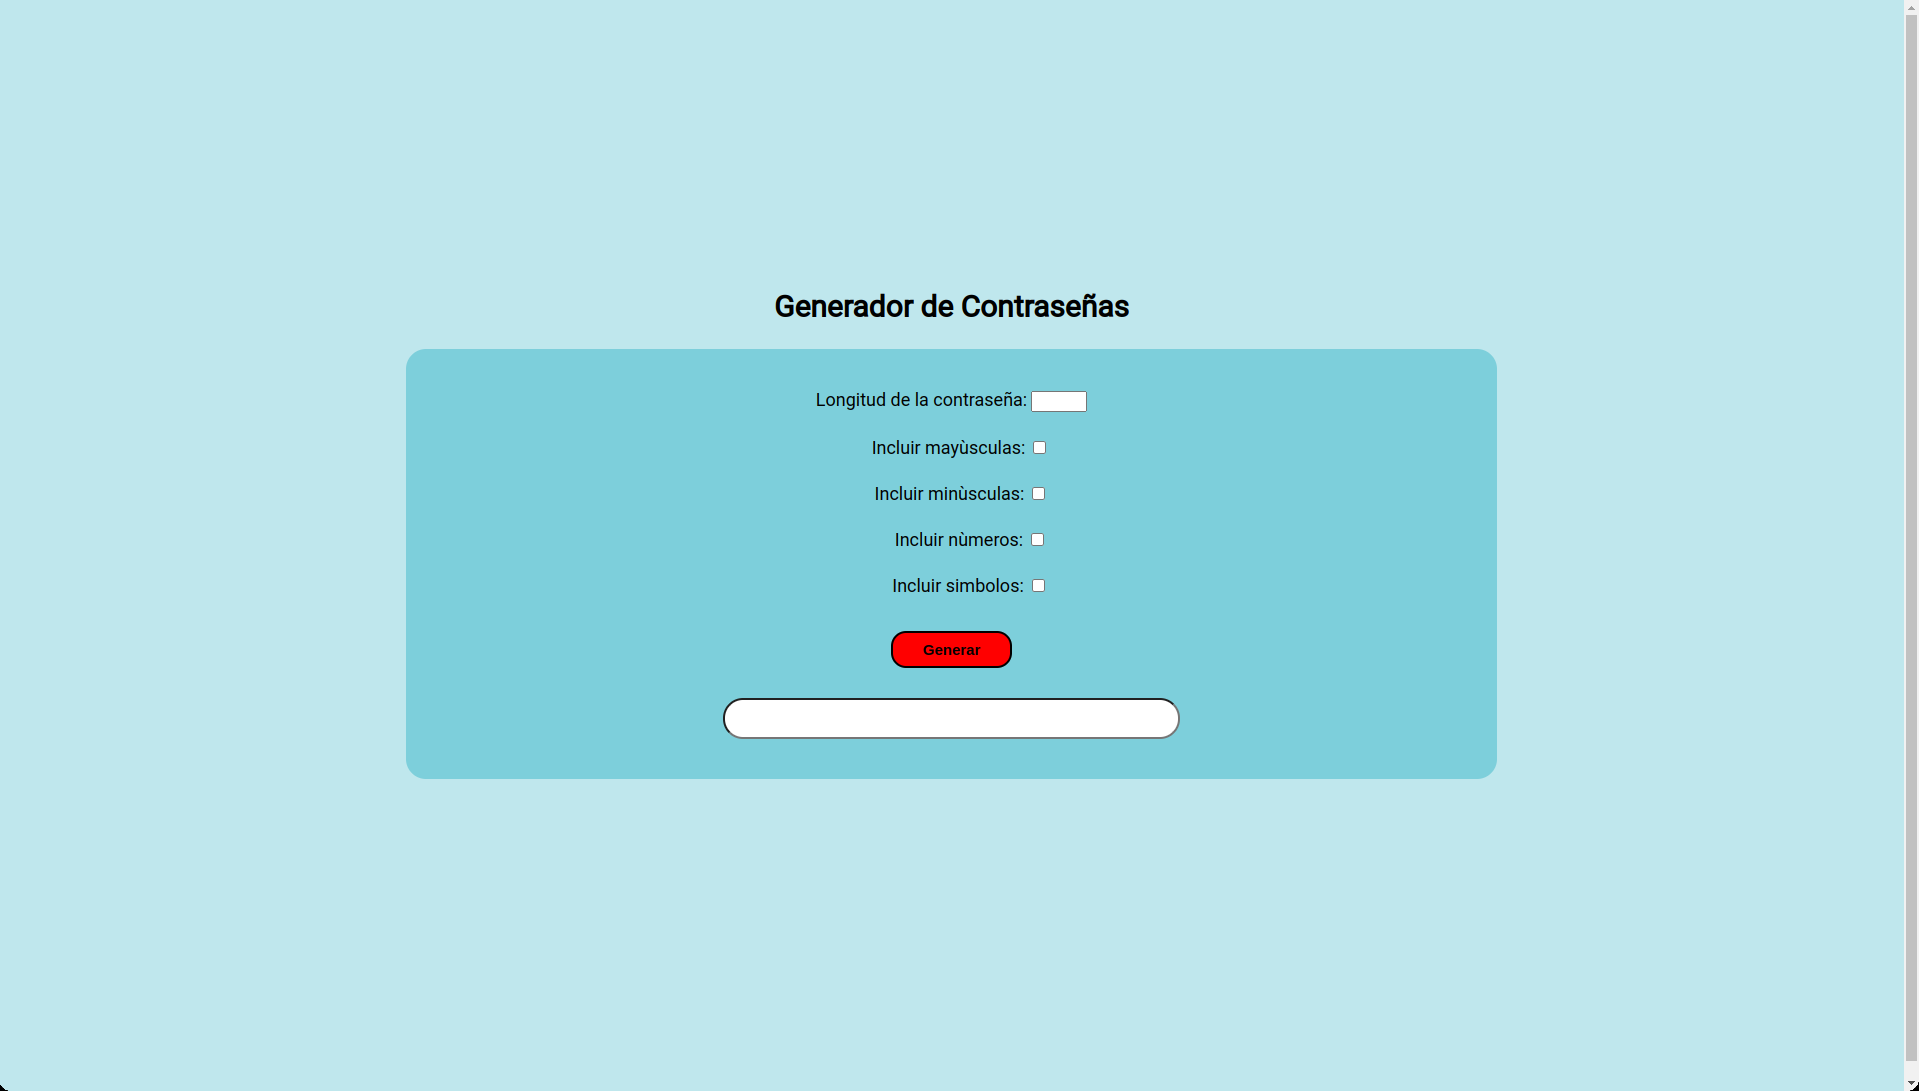 Generador de Contraseñas
Longitud de la contraseña:
Incluir mayùsculas:
Incluir minùsculas:
Incluir nùmeros:
Incluir simbolos:
Generar